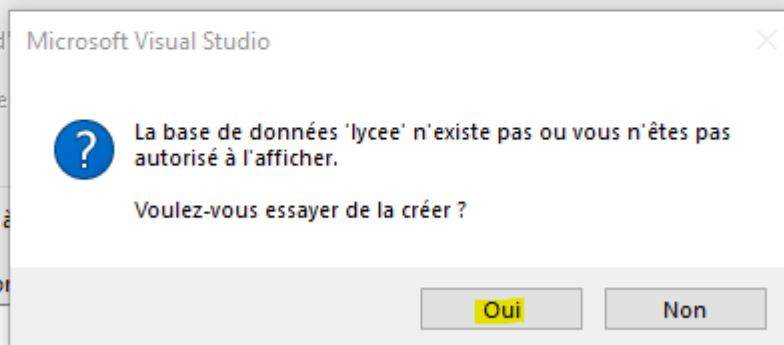 d'
Microsoft Visual Studio
e
?
La base de données 'lycee' n'existe pas ou vous n'êtes pas
autorisé à l'afficher.
Voulez-vous essayer de la créer ?
à
or
Oui
Non